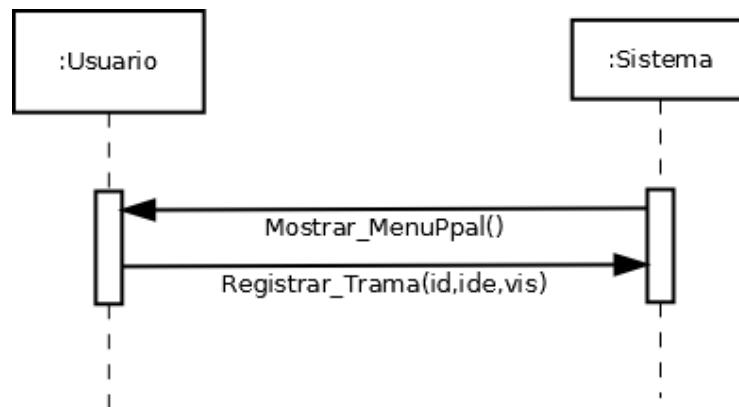 :Usuario
:Sistema
Mostrar_MenuPpal()
Registrar_Trama(id,ide,vis)